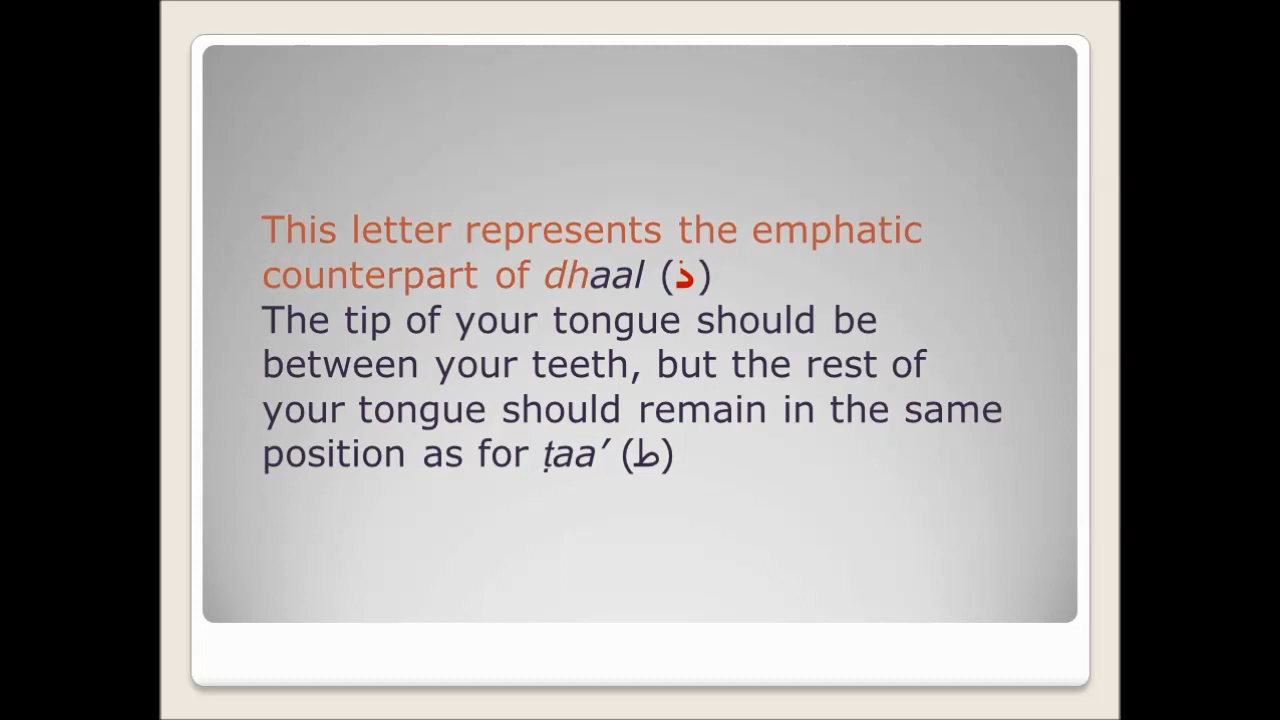 This letter represents the emphatic
counterpart of dhaal (ذ)
The tip of your tongue should be
between your teeth, but the rest of
your tongue should remain in the same
position as for ṭaa’ (ط)